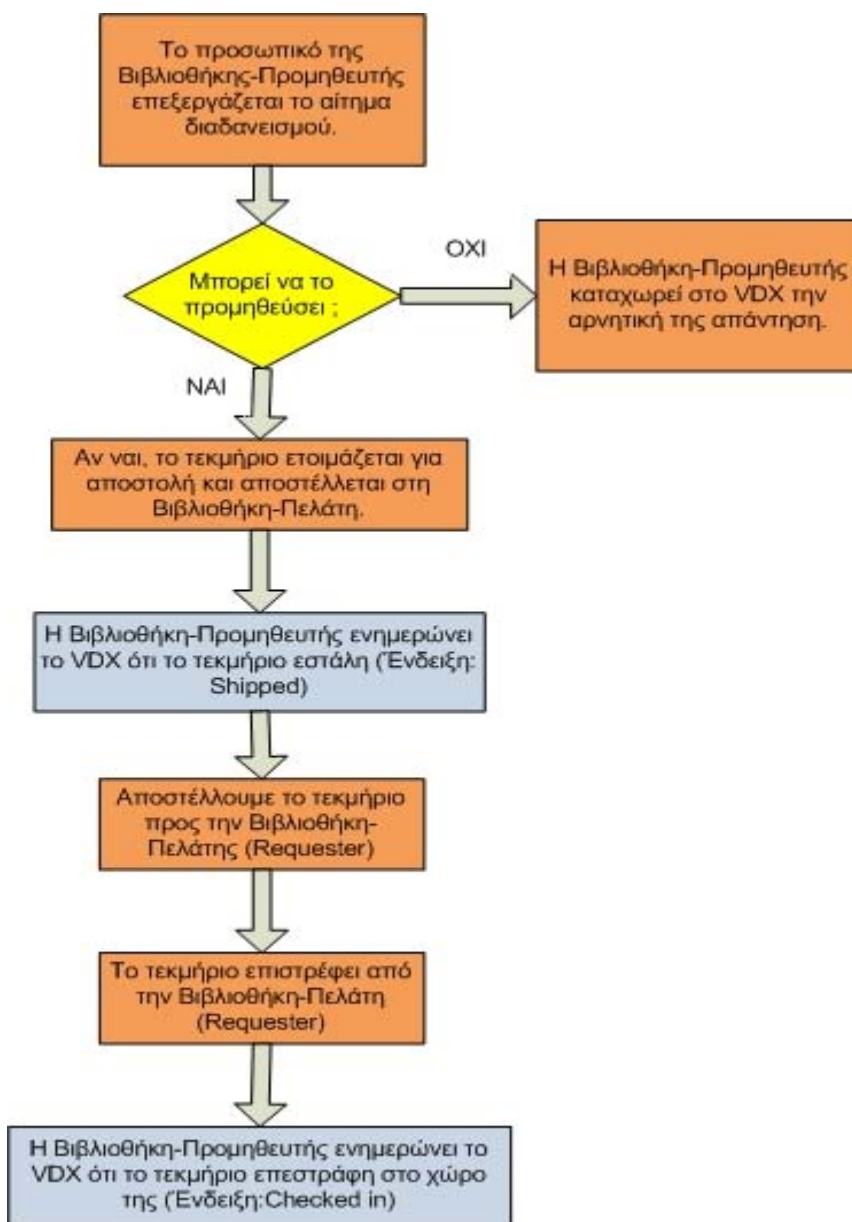 Το προσωπικό της
Βιβλιοθήκης-Προμηθευτής
επεξεργάζεται το αίτημα
διαδανεισμού.
Μπορεί να το
προμηθεύσει ;
ΟΧΙ
Η Βιβλιοθήκη-Προμηθευτής
καταχωρεί στο VDX την
αρνητική της απάντηση.
ΝΑΙ
Αν ναι, το τεκμήριο ετοιμάζεται για
αποστολή και αποστέλλεται στη
Βιβλιοθήκη-Πελάτη.
Η Βιβλιοθήκη-Προμηθευτής ενημερώνει
το VDX ότι το τεκμήριο εστάλη (Ένδειξη:
Shipped)
Αποστέλλουμε το τεκμήριο
προς την Βιβλιοθήκη-
Πελάτης (Requester)
Το τεκμήριο επιστρέφει από
την Βιβλιοθήκη-Πελάτη
(Requester)
Η Βιβλιοθήκη-Προμηθευτής ενημερώνει το
VDX ότι το τεκμήριο επεστράφη στο χώρο
της (Ένδειξη:Checked in)